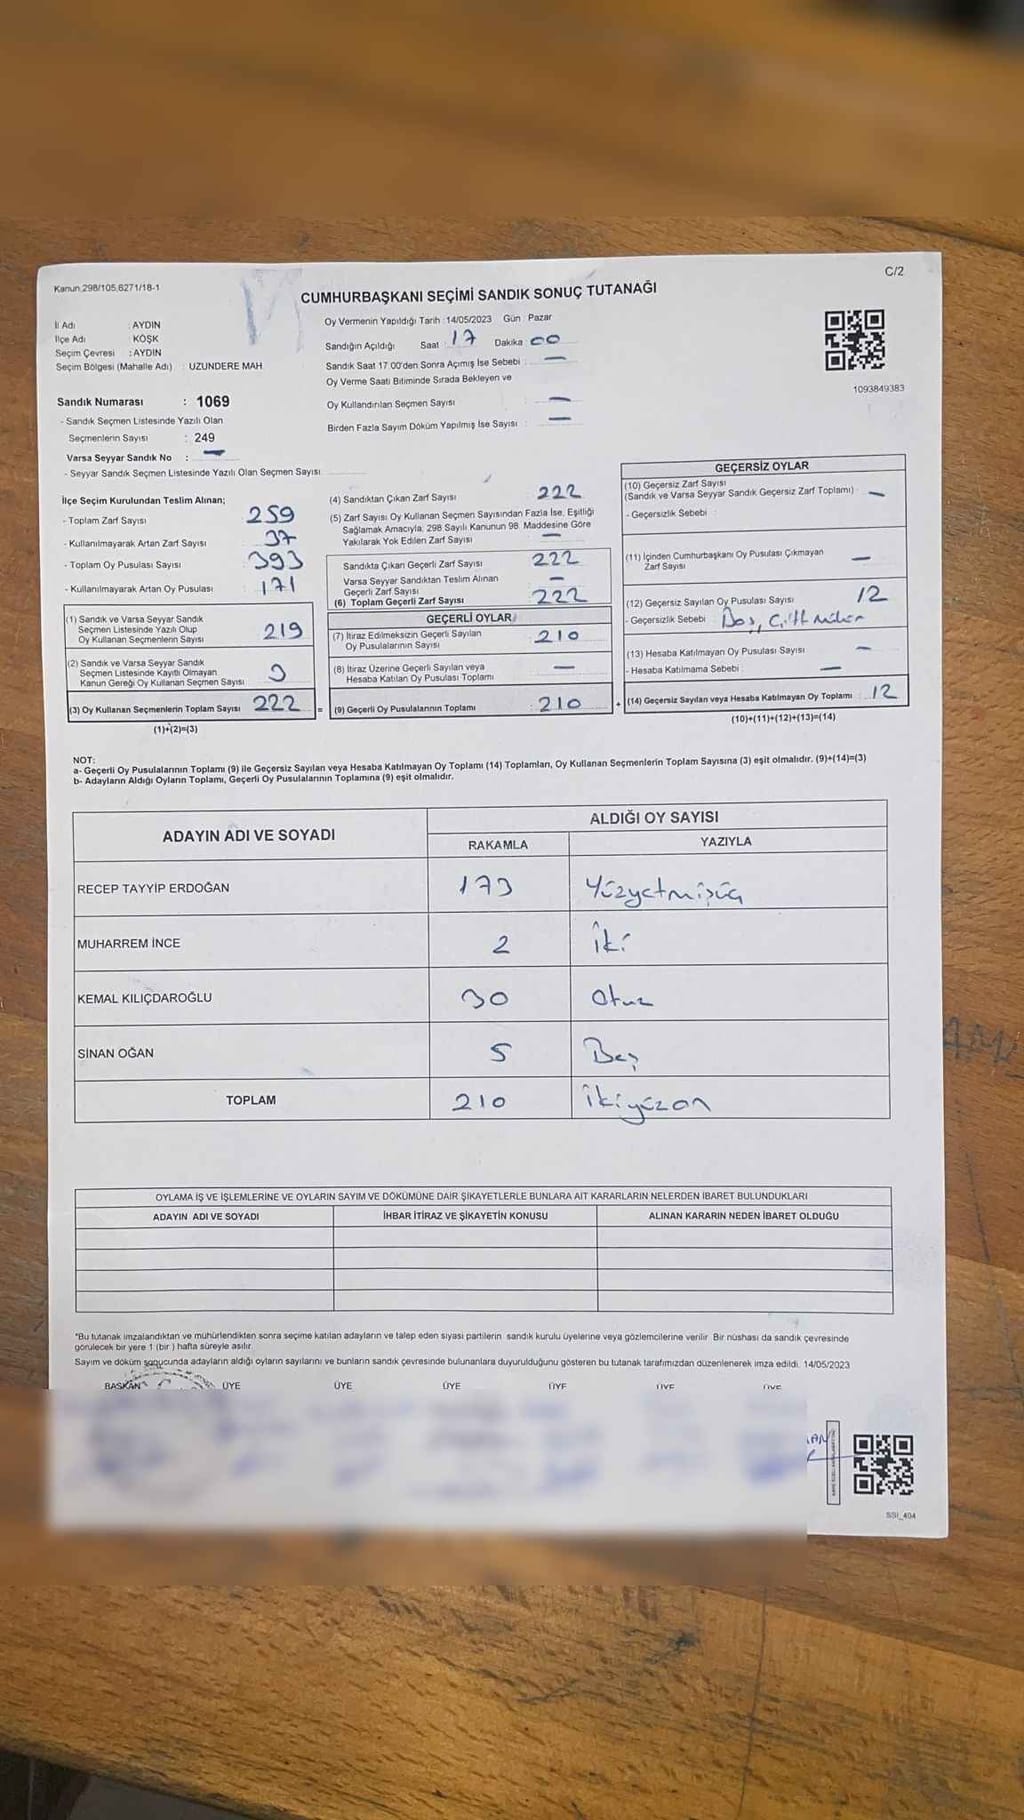 C/2
Kanun 298/105,6271/18-1
CUMHURBAŞKANI SEÇİMİ SANDIK SONUÇ TUTANAĞI
İl Adı : AYDIN
İlçe Adı : KÖŞK
Seçim Çevresi : AYDIN
Seçim Bölgesi (Mahalle Adı) : UZUNDERE MAH.
Sandık Numarası : 1069
- Sandık Seçmen Listesinde Yazılı Olan
Seçmenlerin Sayısı : 249
Varsa Seyyar Sandık No : —
- Seyyar Sandık Seçmen Listesinde Yazılı Olan Seçmen Sayısı
Oy Vermenin Yapıldığı Tarih : 14/05/2023 Gün : Pazar
Sandığın Açıldığı Saat : 17 Dakika : 00
Sandık Saat 17.00'den Sonra Açımış İse Sebebi : —
Oy Verme Saati Bitiminde Sırada Bekleyen ve
Oy Kullandırılan Seçmen Sayısı —
Birden Fazla Sayım Döküm Yapılmış İse Sayısı : —
1093849383
İlçe Seçim Kurulundan Teslim Alınan;
- Toplam Zarf Sayısı 259
- Kullanılmayarak Artan Zarf Sayısı 37
- Toplam Oy Pusulası Sayısı 393
- Kullanılmayarak Artan Oy Pusulası 171
(1) Sandık ve Varsa Seyyar Sandık
Seçmen Listesinde Yazılı Olup
Oy Kullanan Seçmenlerin Sayısı 219
(2) Sandık ve Varsa Seyyar Sandık
Seçmen Listesinde Kayıtlı Olmayan
Kanun Gereği Oy Kullanan Seçmen Sayısı 3
(3) Oy Kullanan Seçmenlerin Toplam Sayısı 222
(1)+(2)=(3)
(4) Sandıktan Çıkan Zarf Sayısı 222
(5) Zarf Sayısı Oy Kullanan Seçmen Sayısından Fazla İse, Eşitliği
Sağlamak Amacıyla; 298 Sayılı Kanunun 98. Maddesine Göre
Yakılarak Yok Edilen Zarf Sayısı —
Sandıkta Çıkan Geçerli Zarf Sayısı 222
Varsa Seyyar Sandıktan Teslim Alınan
Geçerli Zarf Sayısı —
(6) Toplam Geçerli Zarf Sayısı 222
GEÇERLİ OYLAR
(7) İtiraz Edilmeksizin Geçerli Sayılan
Oy Pusulalarının Sayısı 210
(8) İtiraz Üzerine Geçerli Sayılan veya
Hesaba Katılan Oy Pusulası Toplamı —
= (9) Geçerli Oy Pusulalarının Toplamı 210
GEÇERSİZ OYLAR
(10) Geçersiz Zarf Sayısı
(Sandık ve Varsa Seyyar Sandık Geçersiz Zarf Toplamı) : —
- Geçersizlik Sebebi :
(11) İçinden Cumhurbaşkanı Oy Pusulası Çıkmayan
Zarf Sayısı —
(12) Geçersiz Sayılan Oy Pusulası Sayısı 12
- Geçersizlik Sebebi : Boş, Çift mühür
(13) Hesaba Katılmayan Oy Pusulası Sayısı —
- Hesaba Katılmama Sebebi : —
+ (14) Geçersiz Sayılan veya Hesaba Katılmayan Oy Toplamı : 12
(10)+(11)+(12)+(13)=(14)
NOT:
a- Geçerli Oy Pusulalarının Toplamı (9) ile Geçersiz Sayılan veya Hesaba Katılmayan Oy Toplamı (14) Toplamları, Oy Kullanan Seçmenlerin Toplam Sayısına (3) eşit olmalıdır. (9)+(14)=(3)
b- Adayların Aldığı Oyların Toplamı, Geçerli Oy Pusulalarının Toplamına (9) eşit olmalıdır.
ADAYIN ADI VE SOYADI ALDIĞI OY SAYISI
RAKAMLA YAZIYLA
RECEP TAYYİP ERDOĞAN 173 Yüzyetmişüç
MUHARREM İNCE 2 İki
KEMAL KILIÇDAROĞLU 30 Otuz
SİNAN OĞAN 5 Beş
TOPLAM 210 İkiyüzon
OYLAMA İŞ VE İŞLEMLERİNE VE OYLARIN SAYIM VE DÖKÜMÜNE DAİR ŞİKAYETLERLE BUNLARA AİT KARARLARIN NELERDEN İBARET BULUNDUKLARI
ADAYIN ADI VE SOYADI İHBAR İTİRAZ VE ŞİKAYETİN KONUSU ALINAN KARARIN NEDEN İBARET OLDUĞU
*Bu tutanak imzalandıktan ve mühürlendikten sonra seçime katılan adayların ve talep eden siyasi partilerin sandık kurulu üyelerine veya gözlemcilerine verilir. Bir nüshası da sandık çevresinde
görülecek bir yere 1 (bir) hafta süreyle asılır.
Sayım ve döküm sonucunda adayların aldığı oyların sayılarını ve bunların sandık çevresinde bulunanlara duyurulduğunu gösteren bu tutanak tarafımızdan düzenlenerek imza edildi. 14/05/2023
BAŞKAN ÜYE ÜYE ÜYE ÜYE ÜYE ÜYE
SSI_404